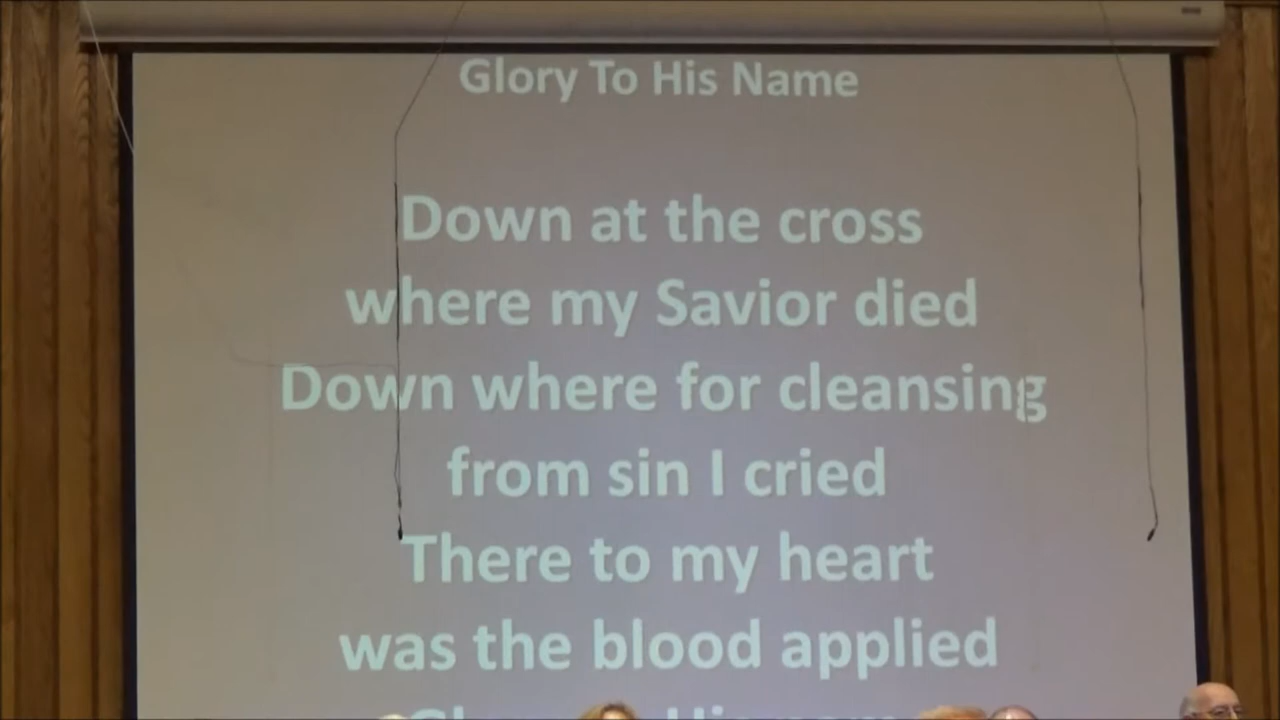 Glory To His Name
Down at the cross
where my Savior died
Down where for cleansing
from sin I cried
There to my heart
was the blood applied